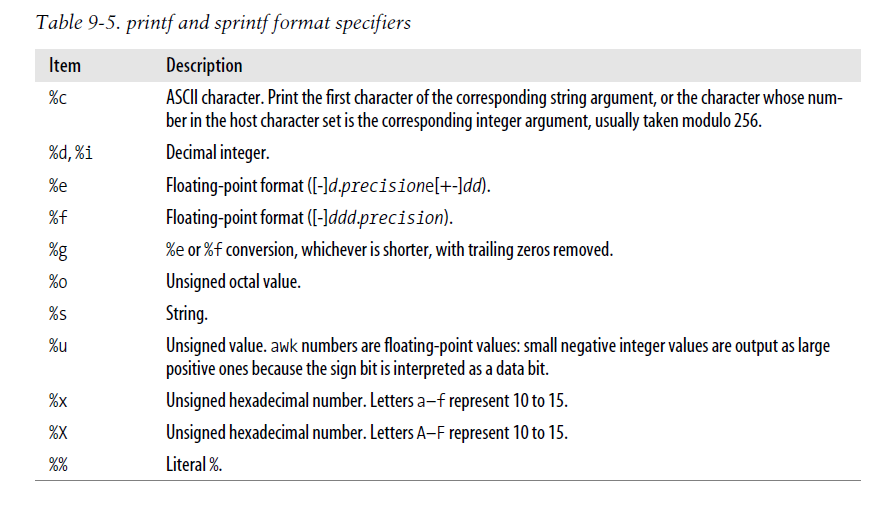 Table 9-5. printf and sprintf format specifiers
Item Description
%c ASCII character. Print the first character of the corresponding string argument, or the character whose num-
ber in the host character set is the corresponding integer argument, usually taken modulo 256.
%d, %i Decimal integer.
%e Floating-point format ([-]d.precisione[+-]dd).
%f Floating-point format ([-]ddd.precision).
%g %e or %f conversion, whichever is shorter, with trailing zeros removed.
%o Unsigned octal value.
%s String.
%u Unsigned value. awk numbers are floating-point values: small negative integer values are output as large
positive ones because the sign bit is interpreted as a data bit.
%x Unsigned hexadecimal number. Letters a–f represent 10 to 15.
%X Unsigned hexadecimal number. Letters A–F represent 10 to 15.
%% Literal %.